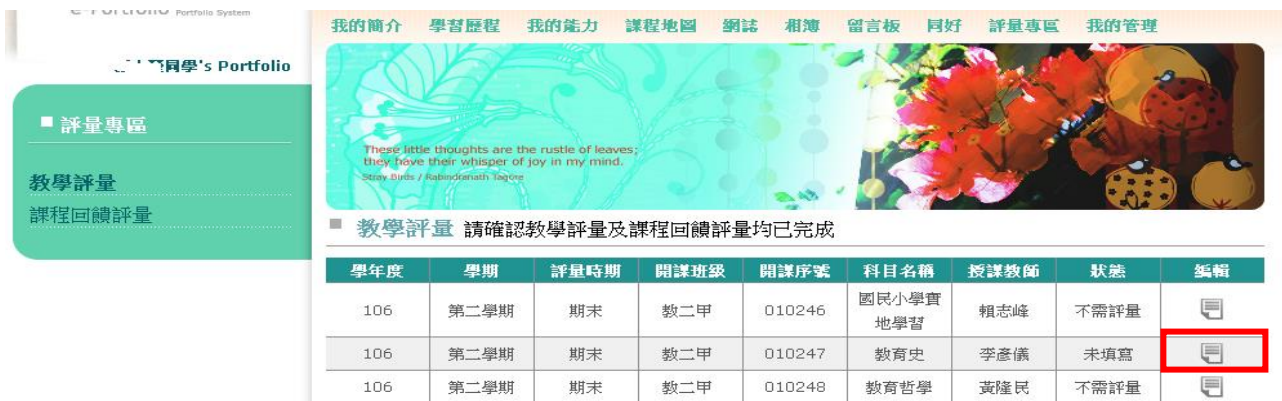 e-Portfolio Portfolio System
我的簡介 學習歷程 我的能力 課程地圖 網誌 相簿 留言板 同好 評量專區 我的管理
同學's Portfolio
評量專區
教學評量
課程回饋評量
These little thoughts are the rustle of leaves;
they have their whisper of joy in my mind.
Stray Birds / Rabindranath Tagore
教學評量 請確認教學評量及課程回饋評量均已完成
學年度 學期 評量時期 開課班級 開課序號 科目名稱 授課教師 狀態 編輯
106 第二學期 期末 教二甲 010246 國民小學實地學習 賴志峰 不需評量
106 第二學期 期末 教二甲 010247 教育史 李彥儀 未填寫
106 第二學期 期末 教二甲 010248 教育哲學 黃隆民 不需評量